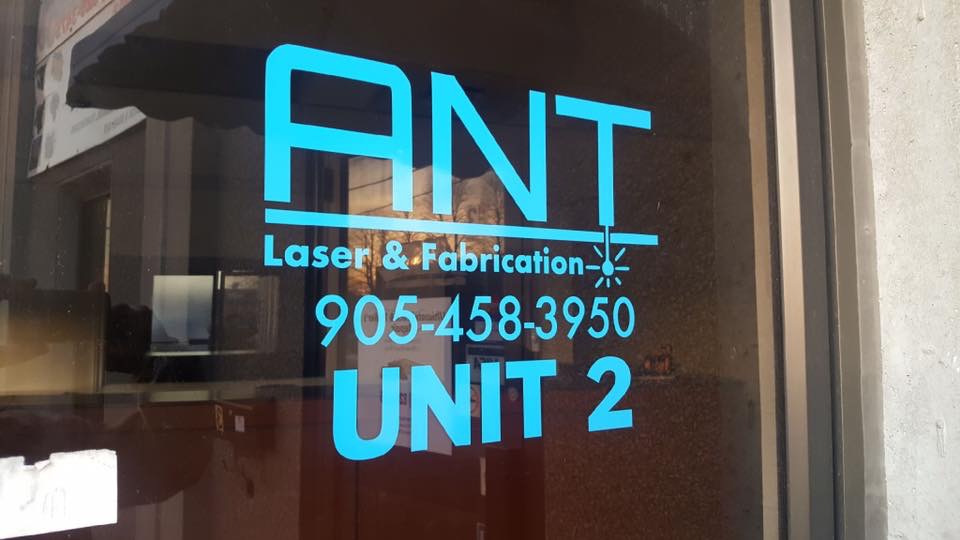 ANT
Laser & Fabrication
905-458-3950
UNIT 2